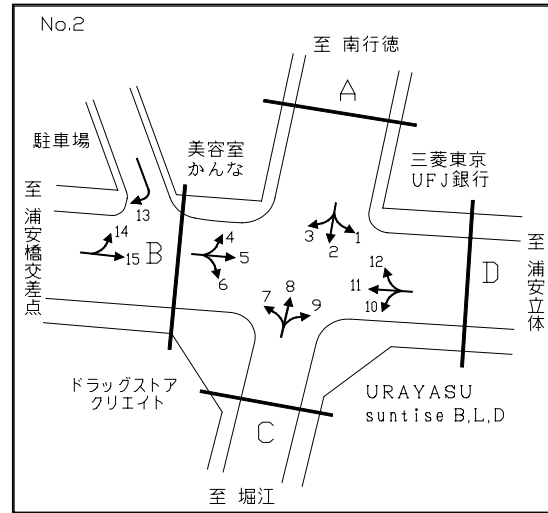 No.2
至 南行徳
A
駐車場
美容室
かんな
三菱東京
UFJ銀行
至 浦安橋交差点
13
14
15
B
4
5
6
3
2
1
12
11
10
D
至 浦安立体
7
8
9
ドラッグストア
クリエイト
C
URAYASU
suntise B,L,D
至 堀江